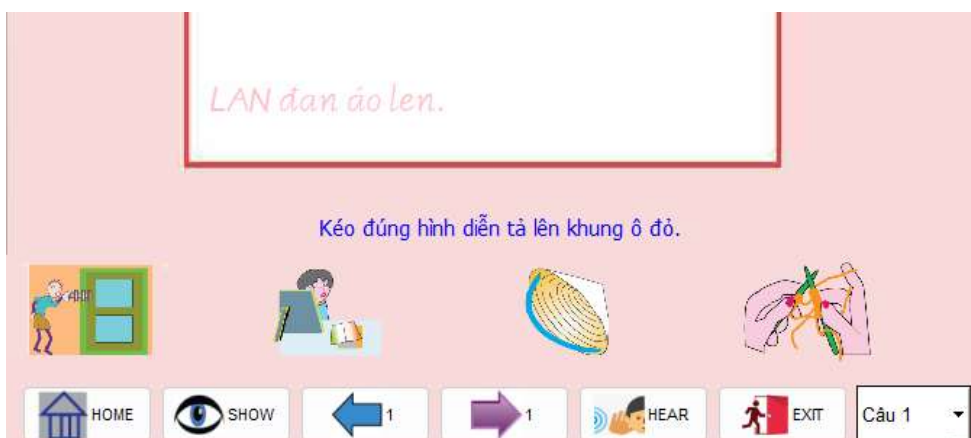 LAN đan áo len.
Kéo đúng hình diễn tả lên khung ô đỏ.
HOME SHOW 1 1 HEAR EXIT Câu 1